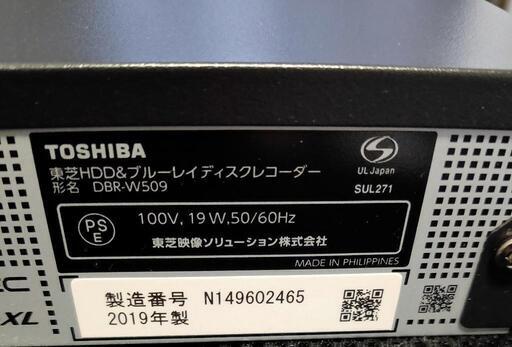 TOSHIBA
東芝HDD&ブルーレイディスクレコーダー
形名 DBR-W509
UL Japan
SUL271
PS
E
100V, 19W, 50/60Hz
東芝映像ソリューション株式会社
MADE IN PHILIPPINES
製造番号 N149602465
2019年製
XL